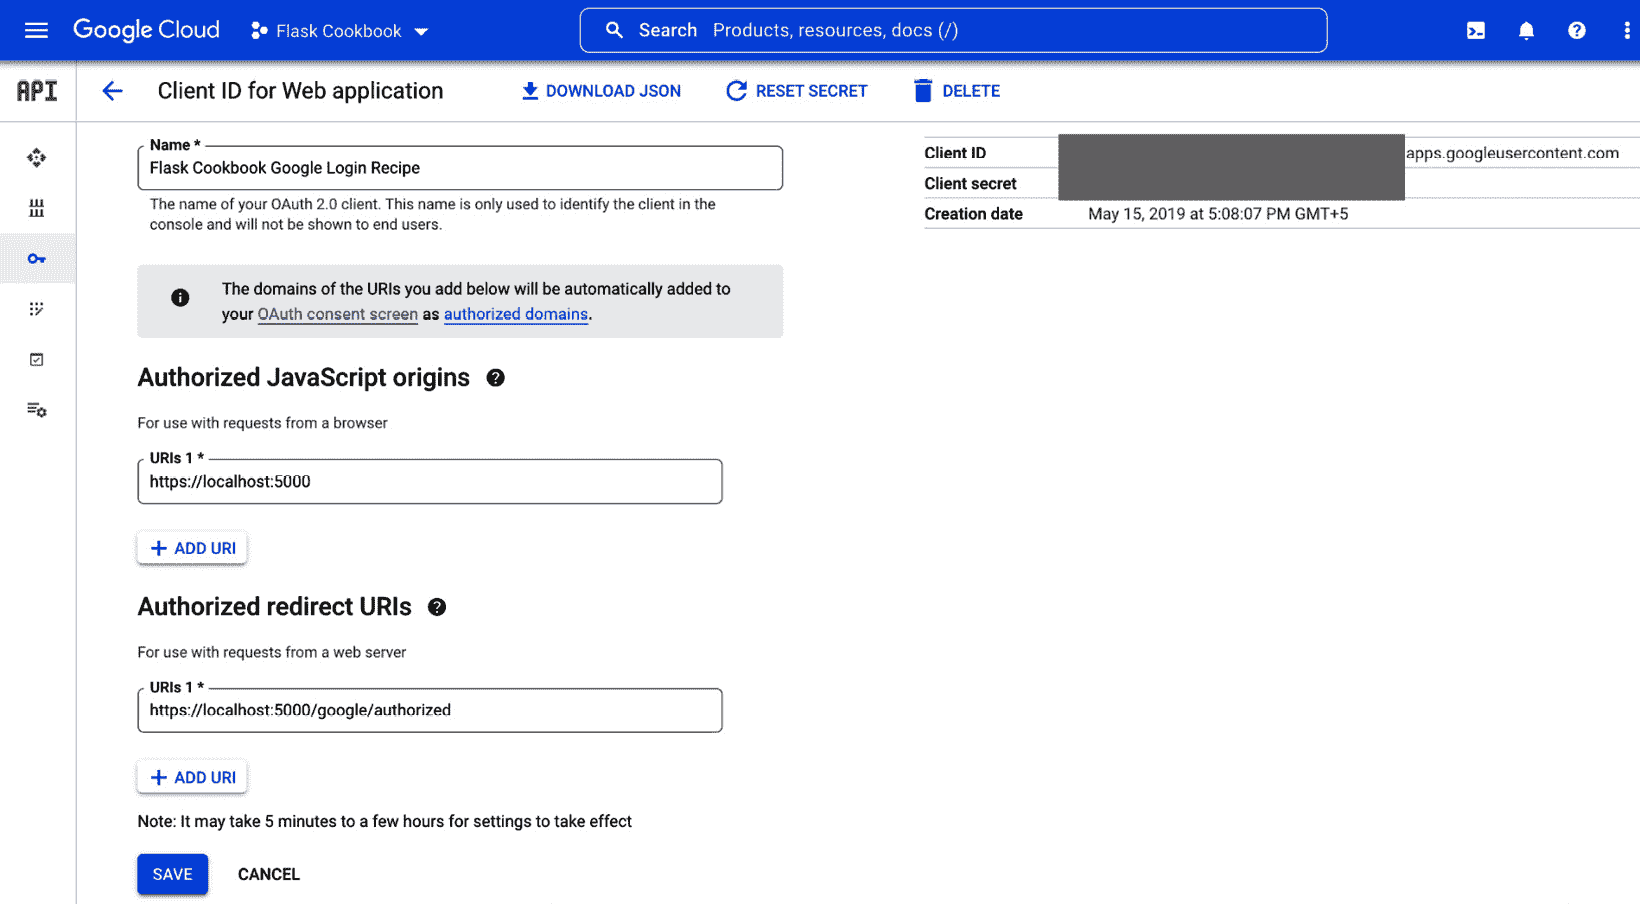 Google Cloud Flask Cookbook Search Products, resources, docs (/)
API Client ID for Web application DOWNLOAD JSON RESET SECRET DELETE
Name *
Flask Cookbook Google Login Recipe
The name of your OAuth 2.0 client. This name is only used to identify the client in the
console and will not be shown to end users.
Client ID apps.googleusercontent.com
Client secret
Creation date May 15, 2019 at 5:08:07 PM GMT+5
The domains of the URIs you add below will be automatically added to
your OAuth consent screen as authorized domains.
Authorized JavaScript origins
For use with requests from a browser
URIs 1 *
https://localhost:5000
+ ADD URI
Authorized redirect URIs
For use with requests from a web server
URIs 1 *
https://localhost:5000/google/authorized
+ ADD URI
Note: It may take 5 minutes to a few hours for settings to take effect
SAVE CANCEL